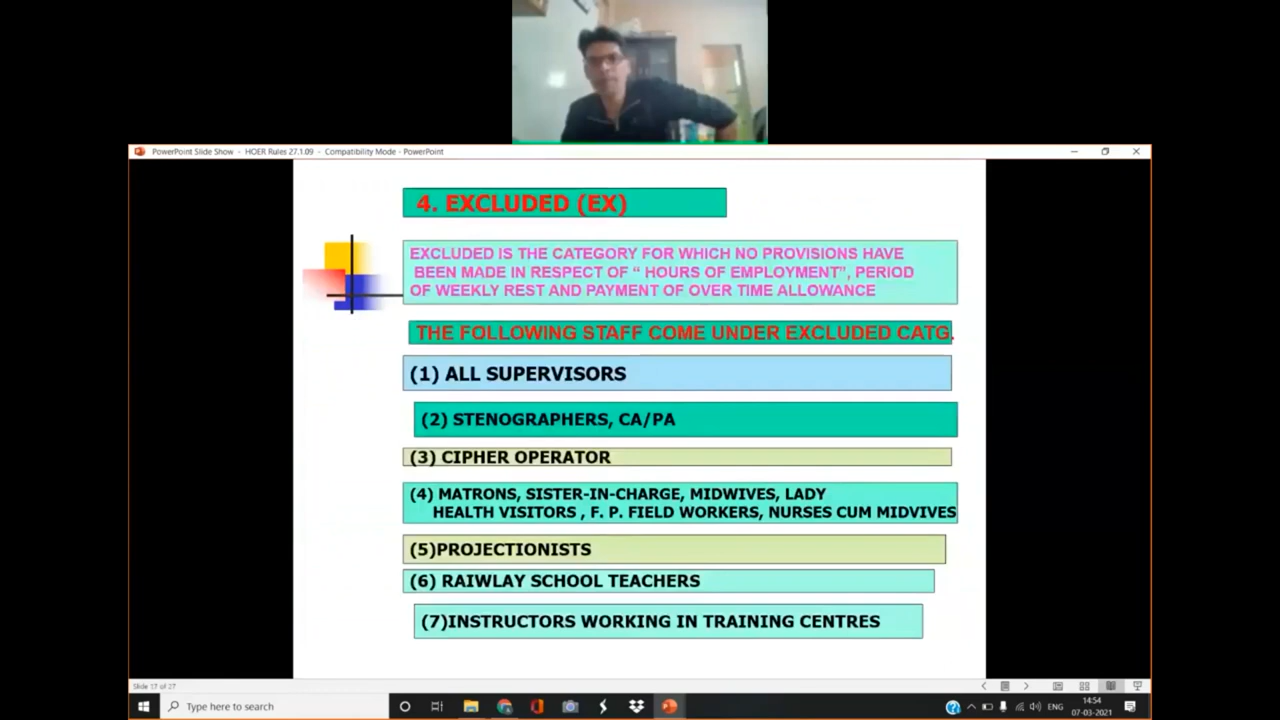 PowerPoint Slide Show - HOER Rules 27.1.09 - Compatibility Mode - PowerPoint
4. EXCLUDED (EX)
EXCLUDED IS THE CATEGORY FOR WHICH NO PROVISIONS HAVE
BEEN MADE IN RESPECT OF “ HOURS OF EMPLOYMENT”, PERIOD
OF WEEKLY REST AND PAYMENT OF OVER TIME ALLOWANCE
THE FOLLOWING STAFF COME UNDER EXCLUDED CATG.
(1) ALL SUPERVISORS
(2) STENOGRAPHERS, CA/PA
(3) CIPHER OPERATOR
(4) MATRONS, SISTER-IN-CHARGE, MIDWIVES, LADY
HEALTH VISITORS , F. P. FIELD WORKERS, NURSES CUM MIDVIVES
(5)PROJECTIONISTS
(6) RAIWLAY SCHOOL TEACHERS
(7)INSTRUCTORS WORKING IN TRAINING CENTRES
Slide 17 of 27
Type here to search
ENG
14:54
07-03-2021